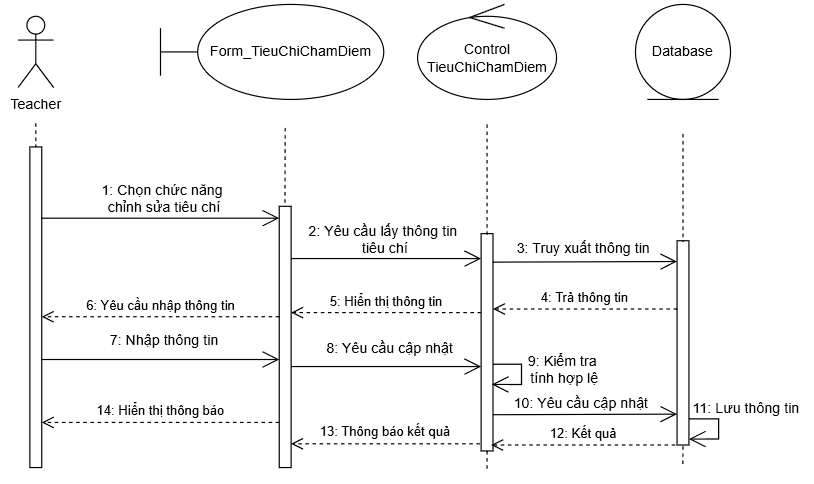 Form_TieuChiChamDiem
Control
TieuChiChamDiem
Database
Teacher
1: Chọn chức năng
chỉnh sửa tiêu chí
2: Yêu cầu lấy thông tin
tiêu chí
3: Truy xuất thông tin
4: Trả thông tin
5: Hiển thị thông tin
6: Yêu cầu nhập thông tin
7: Nhập thông tin
8: Yêu cầu cập nhật
9: Kiểm tra
tính hợp lệ
10: Yêu cầu cập nhật
11: Lưu thông tin
12: Kết quả
13: Thông báo kết quả
14: Hiển thị thông báo